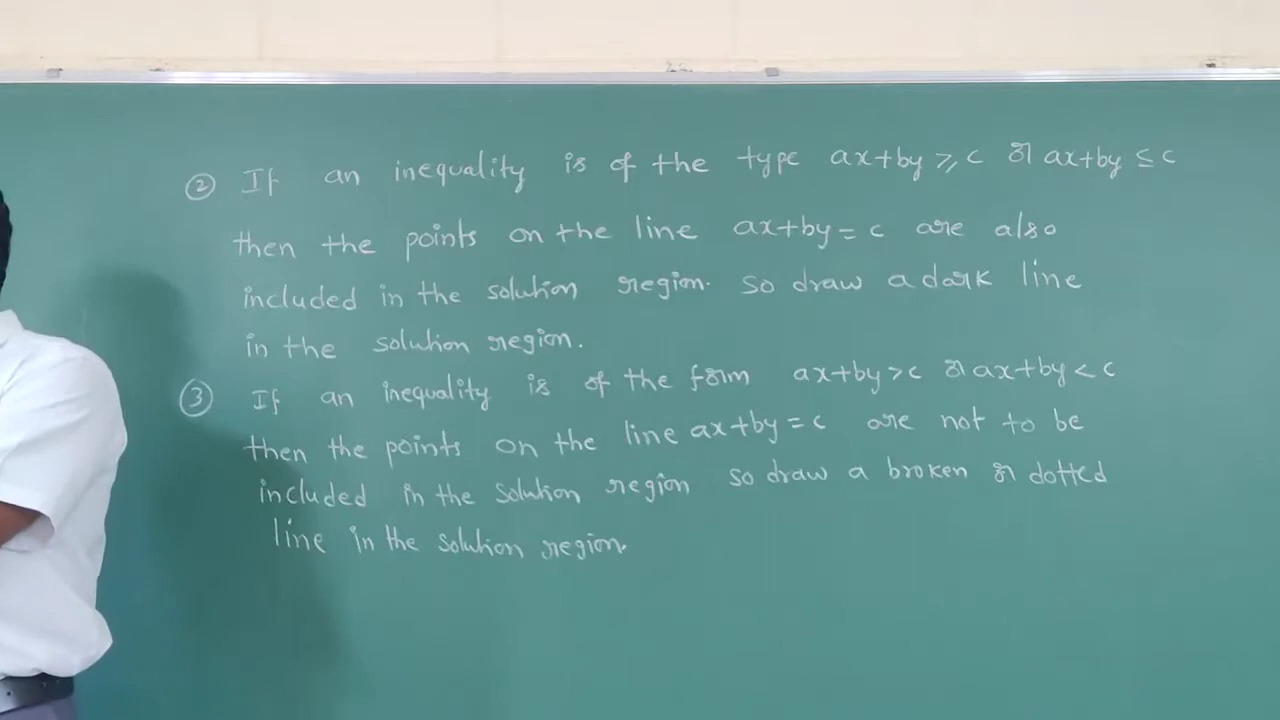 ② If an inequality is of the type ax+by ≥ c or ax+by ≤ c
then the points on the line ax+by = c are also
included in the solution region. so draw a dark line
in the solution region.
③ If an inequality is of the form ax+by > c or ax+by < c
then the points on the line ax+by = c are not to be
included in the solution region so draw a broken or dotted
line in the solution region.